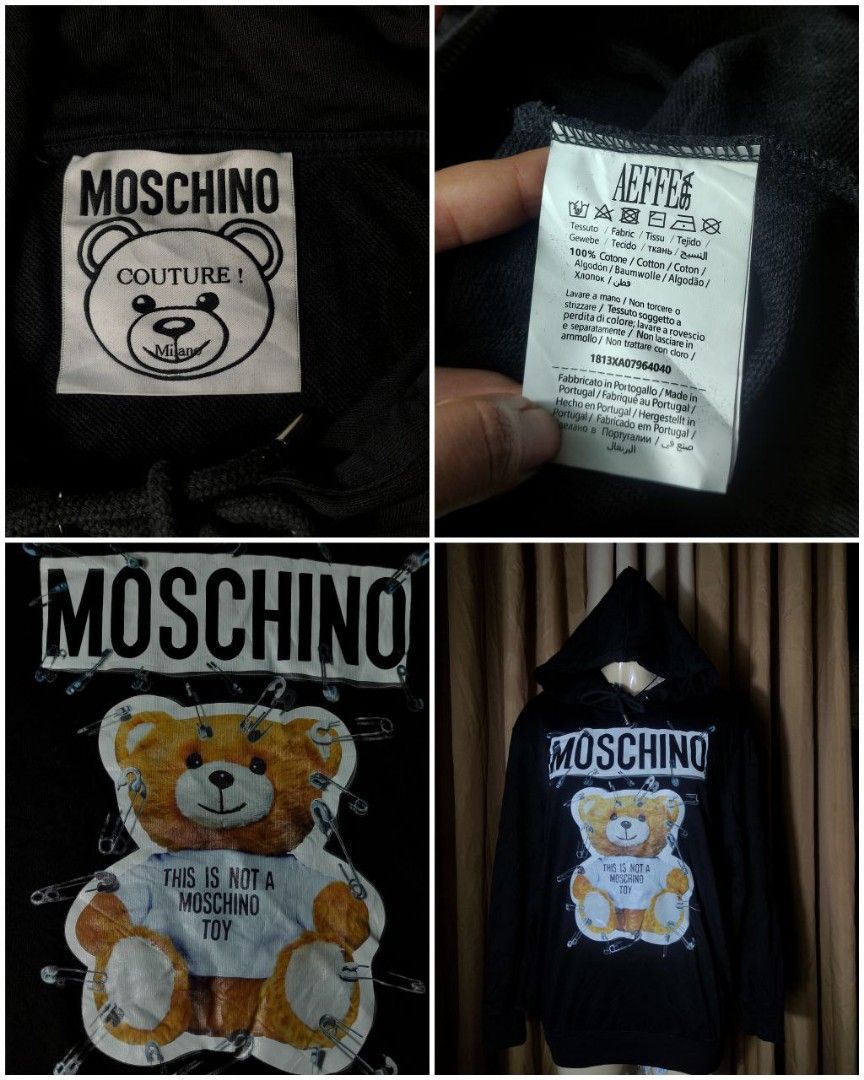 MOSCHINO
COUTURE !
Milano
AEFFE SPA
Tessuto / Fabric / Tissu / Tejido /
Gewebe / Tecido / ткань / النسيج
100% Cotone / Cotton / Coton /
Algodón / Baumwolle / Algodão /
Хлопок / قطن
Lavare a mano / Non torcere o
strizzare / Tessuto soggetto a
perdita di colore; lavare a rovescio
e separatamente / Non lasciare in
ammollo / Non trattare con cloro /
1813XA07964040
Fabbricato in Portogallo / Made in
Portugal / Fabriqué au Portugal /
Hecho en Portugal / Hergestellt in
Portugal / Fabricado em Portugal /
делано в Португалии / صنع في
البرتغال
MOSCHINO
THIS IS NOT A
MOSCHINO
TOY
MOSCHINO
THIS IS NOT A
MOSCHINO
TOY